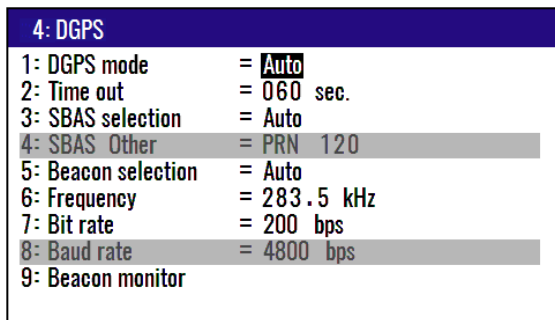 4: DGPS
1: DGPS mode = Auto
2: Time out = 060 sec.
3: SBAS selection = Auto
4: SBAS Other = PRN 120
5: Beacon selection = Auto
6: Frequency = 283.5 kHz
7: Bit rate = 200 bps
8: Baud rate = 4800 bps
9: Beacon monitor